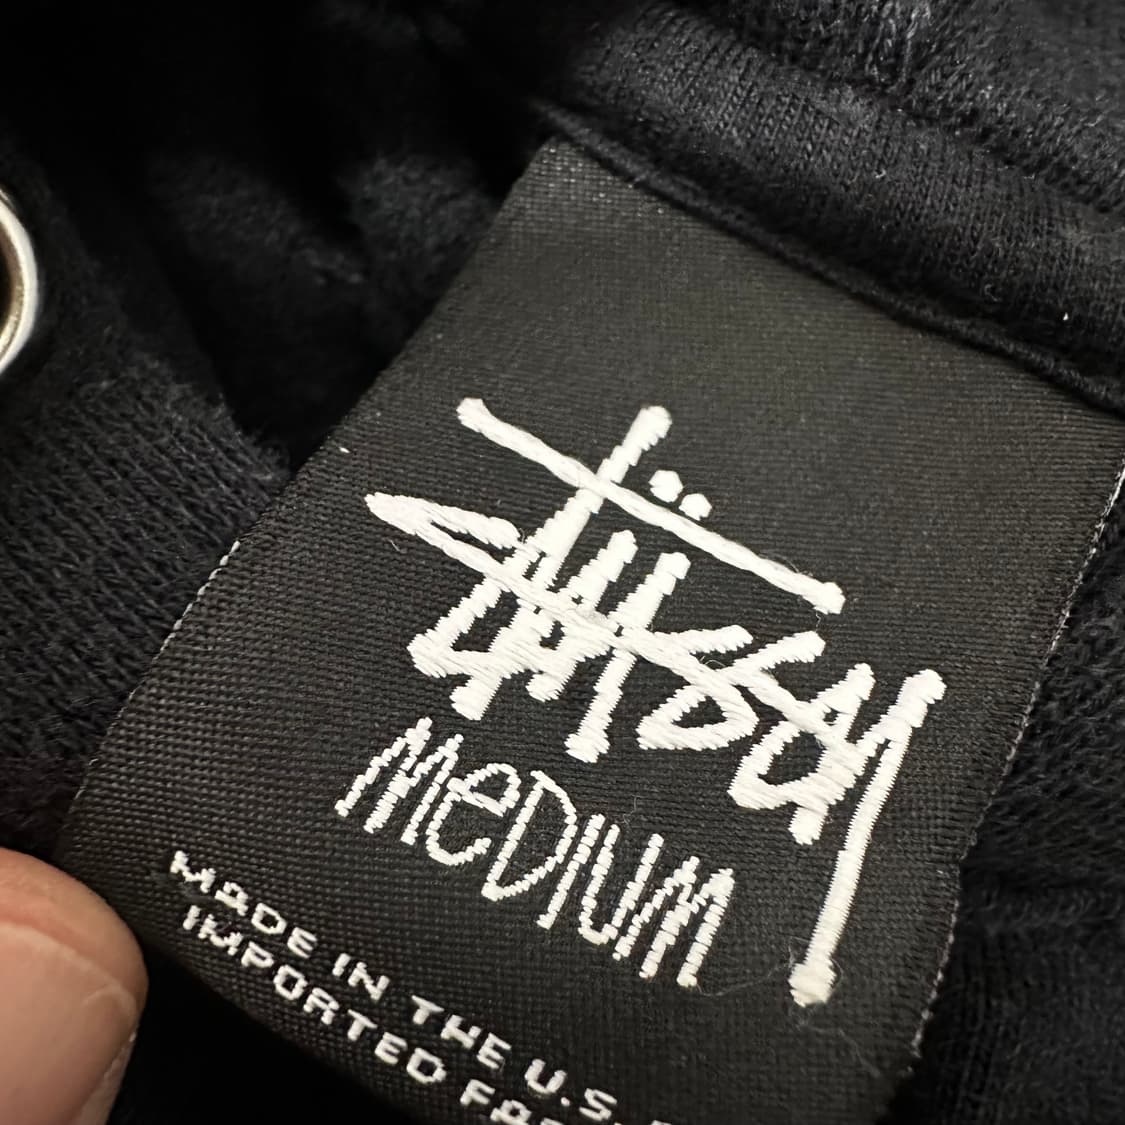 Stüssy
MeDIUM
MADE IN THE U.S.
IMPORTED